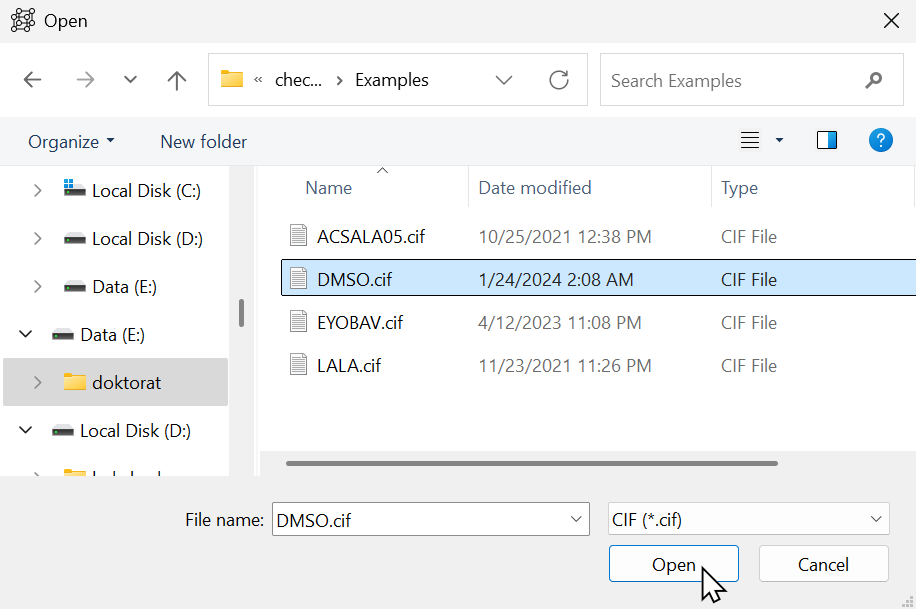 Open
« chec... › Examples
Search Examples
Organize
New folder
?
Local Disk (C:)
Local Disk (D:)
Data (E:)
Data (E:)
doktorat
Local Disk (D:)
Name Date modified Type
ACSALA05.cif 10/25/2021 12:38 PM CIF File
DMSO.cif 1/24/2024 2:08 AM CIF File
EYOBAV.cif 4/12/2023 11:08 PM CIF File
LALA.cif 11/23/2021 11:26 PM CIF File
File name: DMSO.cif CIF (*.cif)
Open Cancel